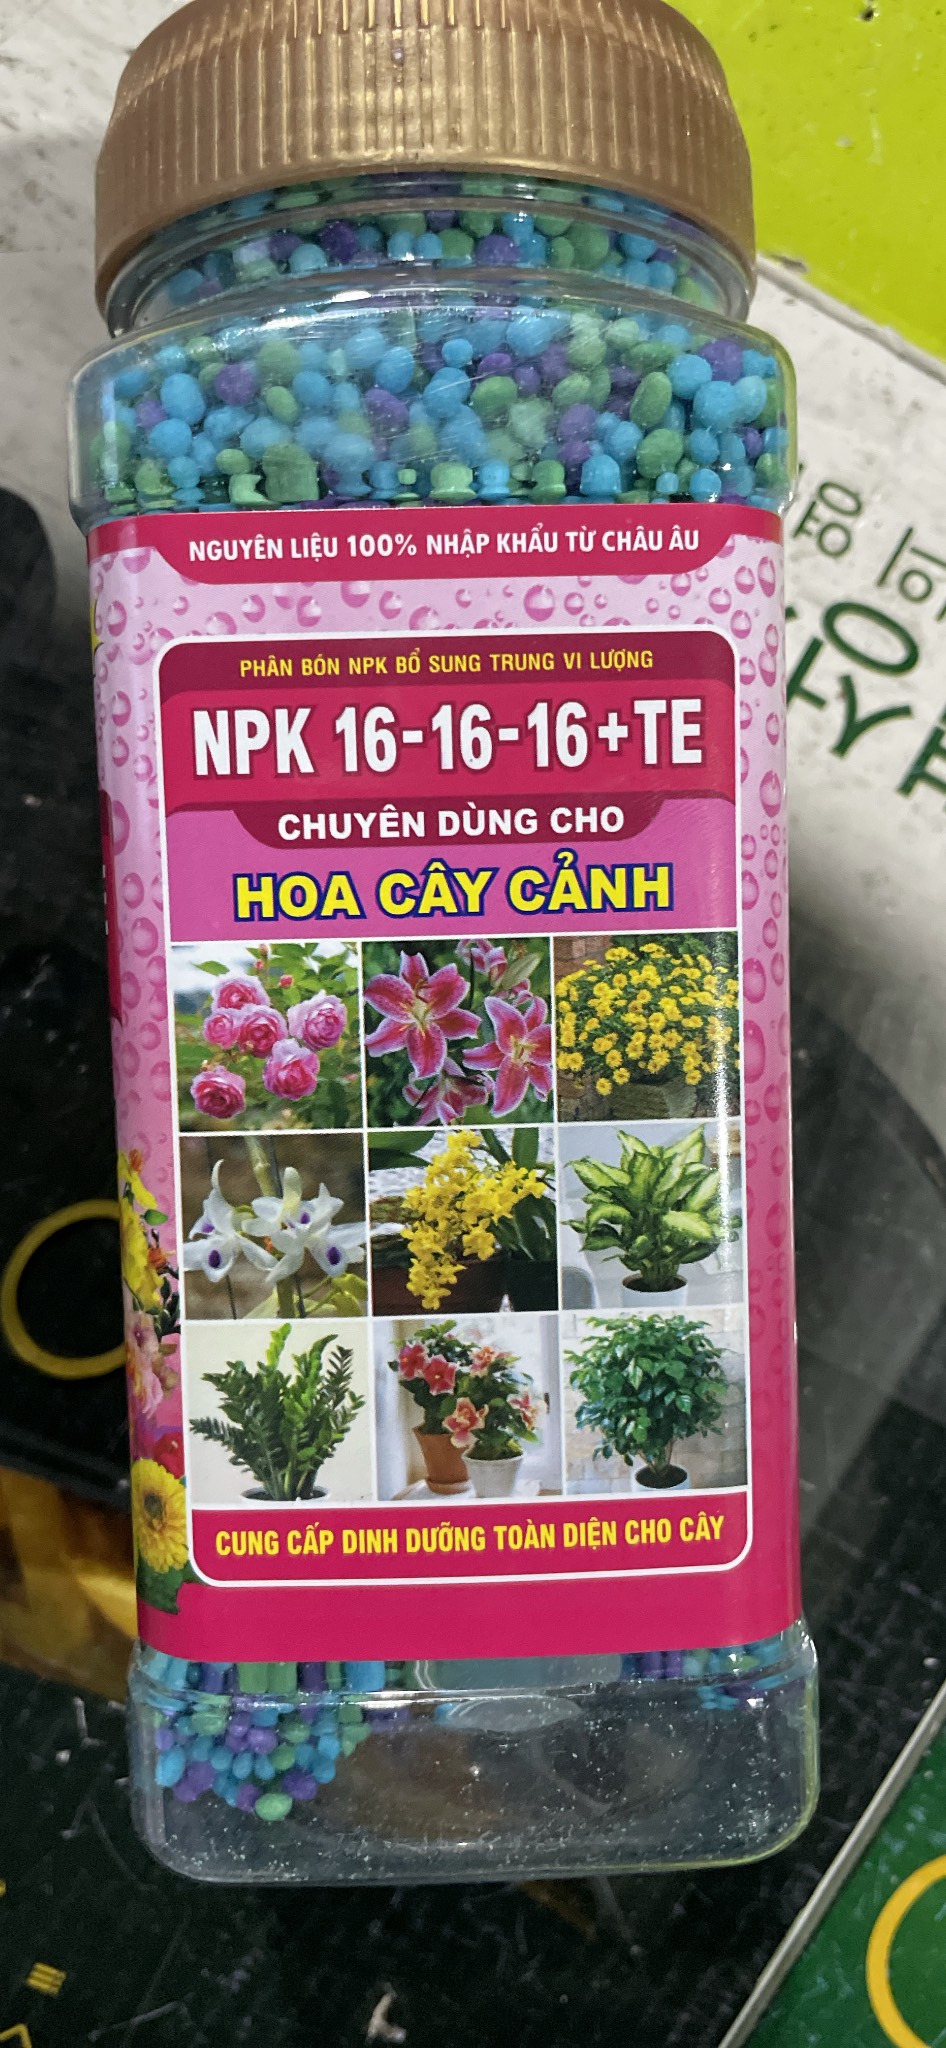 NGUYÊN LIỆU 100% NHẬP KHẨU TỪ CHÂU ÂU
PHÂN BÓN NPK BỔ SUNG TRUNG VI LƯỢNG
NPK 16-16-16+TE
CHUYÊN DÙNG CHO
HOA CÂY CẢNH
CUNG CẤP DINH DƯỠNG TOÀN DIỆN CHO CÂY